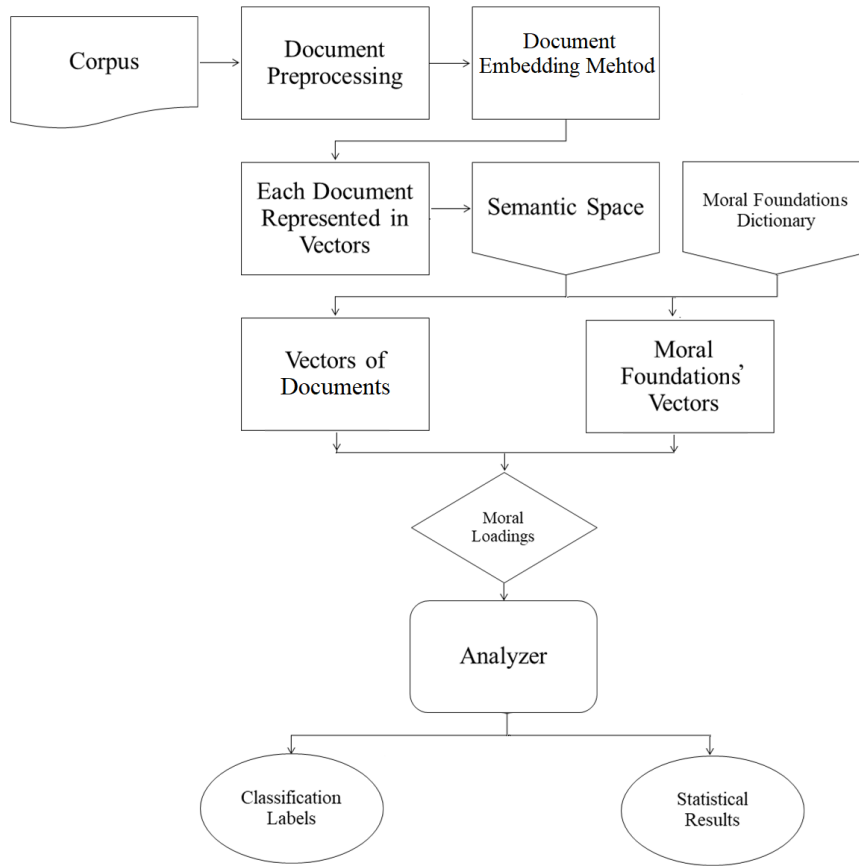 Corpus
Document
Preprocessing
Document
Embedding Mehtod
Each Document
Represented in
Vectors
Semantic Space
Moral Foundations
Dictionary
Vectors of
Documents
Moral
Foundations'
Vectors
Moral
Loadings
Analyzer
Classification
Labels
Statistical
Results